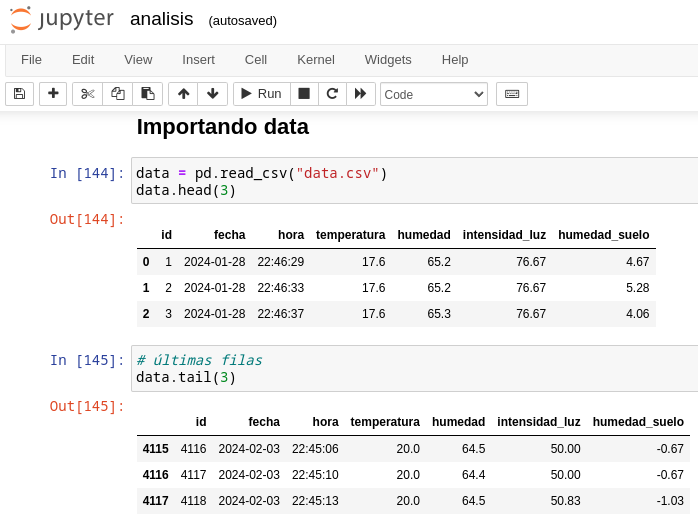 jupyter analisis (autosaved)
File Edit View Insert Cell Kernel Widgets Help
Run Code
Importando data
In [144]: data = pd.read_csv("data.csv")
data.head(3)
Out[144]:
id fecha hora temperatura humedad intensidad_luz humedad_suelo
0 1 2024-01-28 22:46:29 17.6 65.2 76.67 4.67
1 2 2024-01-28 22:46:33 17.6 65.2 76.67 5.28
2 3 2024-01-28 22:46:37 17.6 65.3 76.67 4.06
In [145]: # últimas filas
data.tail(3)
Out[145]:
id fecha hora temperatura humedad intensidad_luz humedad_suelo
4115 4116 2024-02-03 22:45:06 20.0 64.5 50.00 -0.67
4116 4117 2024-02-03 22:45:10 20.0 64.4 50.00 -0.67
4117 4118 2024-02-03 22:45:13 20.0 64.5 50.83 -1.03